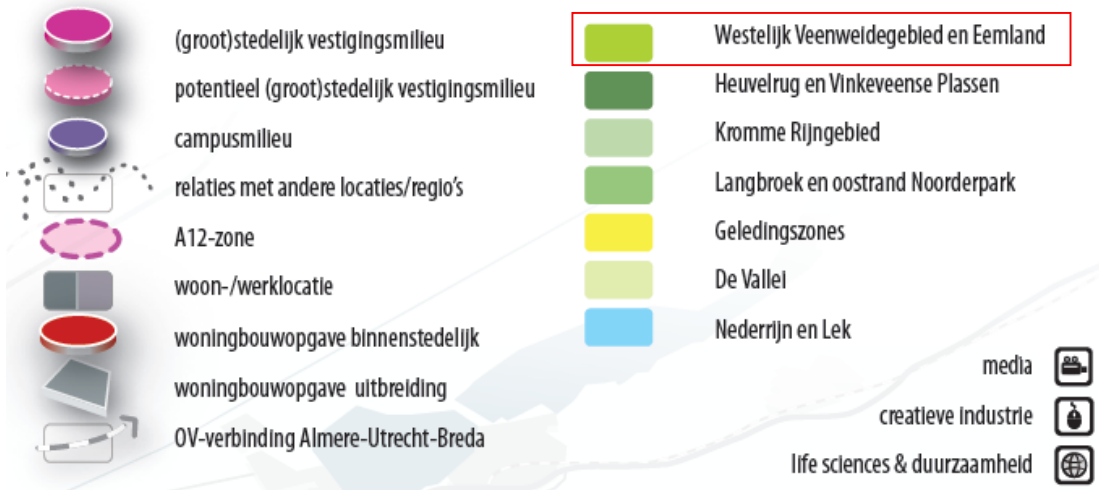 (groot)stedelijk vestigingsmilieu
potentieel (groot)stedelijk vestigingsmilieu
campusmilieu
relaties met andere locaties/regio's
A12-zone
woon-/werklocatie
woningbouwopgave binnenstedelijk
woningbouwopgave uitbreiding
OV-verbinding Almere-Utrecht-Breda
Westelijk Veenweidegebied en Eemland
Heuvelrug en Vinkeveense Plassen
Kromme Rijngebied
Langbroek en oostrand Noorderpark
Geledingszones
De Vallei
Nederrijn en Lek
media
creatieve industrie
life sciences & duurzaamheid